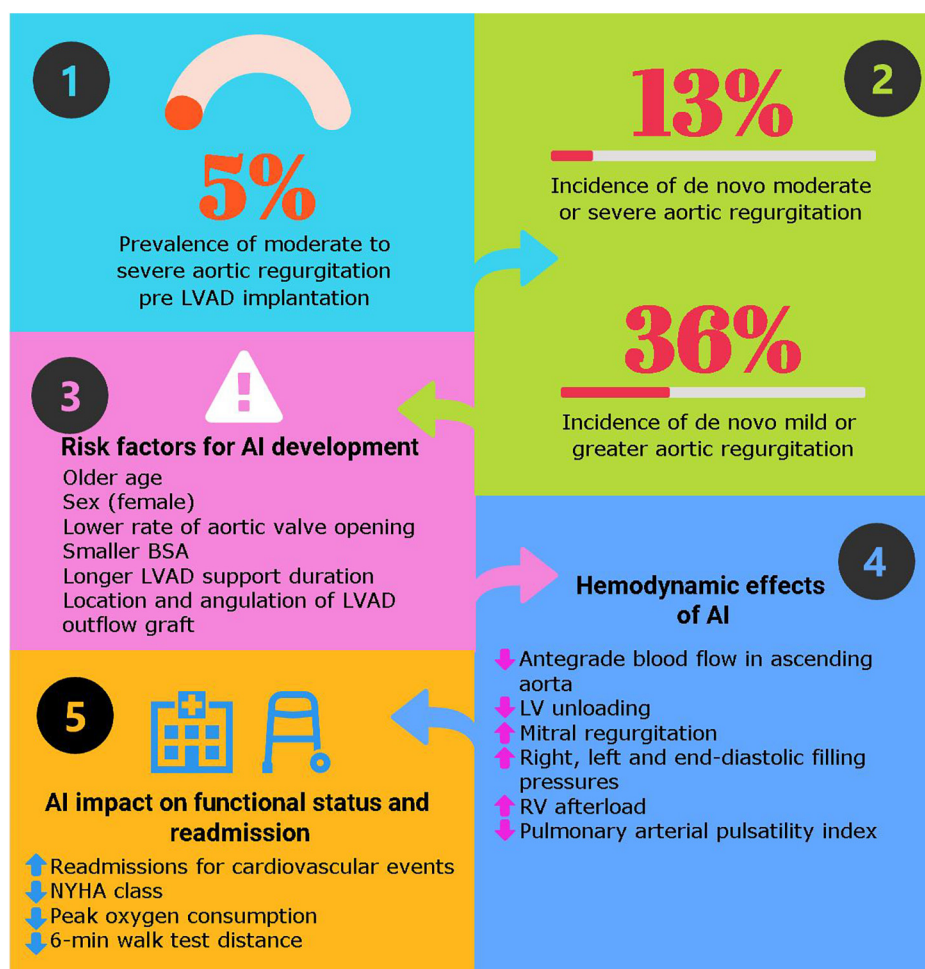 1
5%
Prevalence of moderate to
severe aortic regurgitation
pre LVAD implantation
2
13%
Incidence of de novo moderate
or severe aortic regurgitation
36%
Incidence of de novo mild or
greater aortic regurgitation
3
!
Risk factors for AI development
Older age
Sex (female)
Lower rate of aortic valve opening
Smaller BSA
Longer LVAD support duration
Location and angulation of LVAD
outflow graft
4
Hemodynamic effects
of AI
Antegrade blood flow in ascending
aorta
LV unloading
Mitral regurgitation
Right, left and end-diastolic filling
pressures
RV afterload
Pulmonary arterial pulsatility index
5
AI impact on functional status and
readmission
Readmissions for cardiovascular events
NYHA class
Peak oxygen consumption
6-min walk test distance